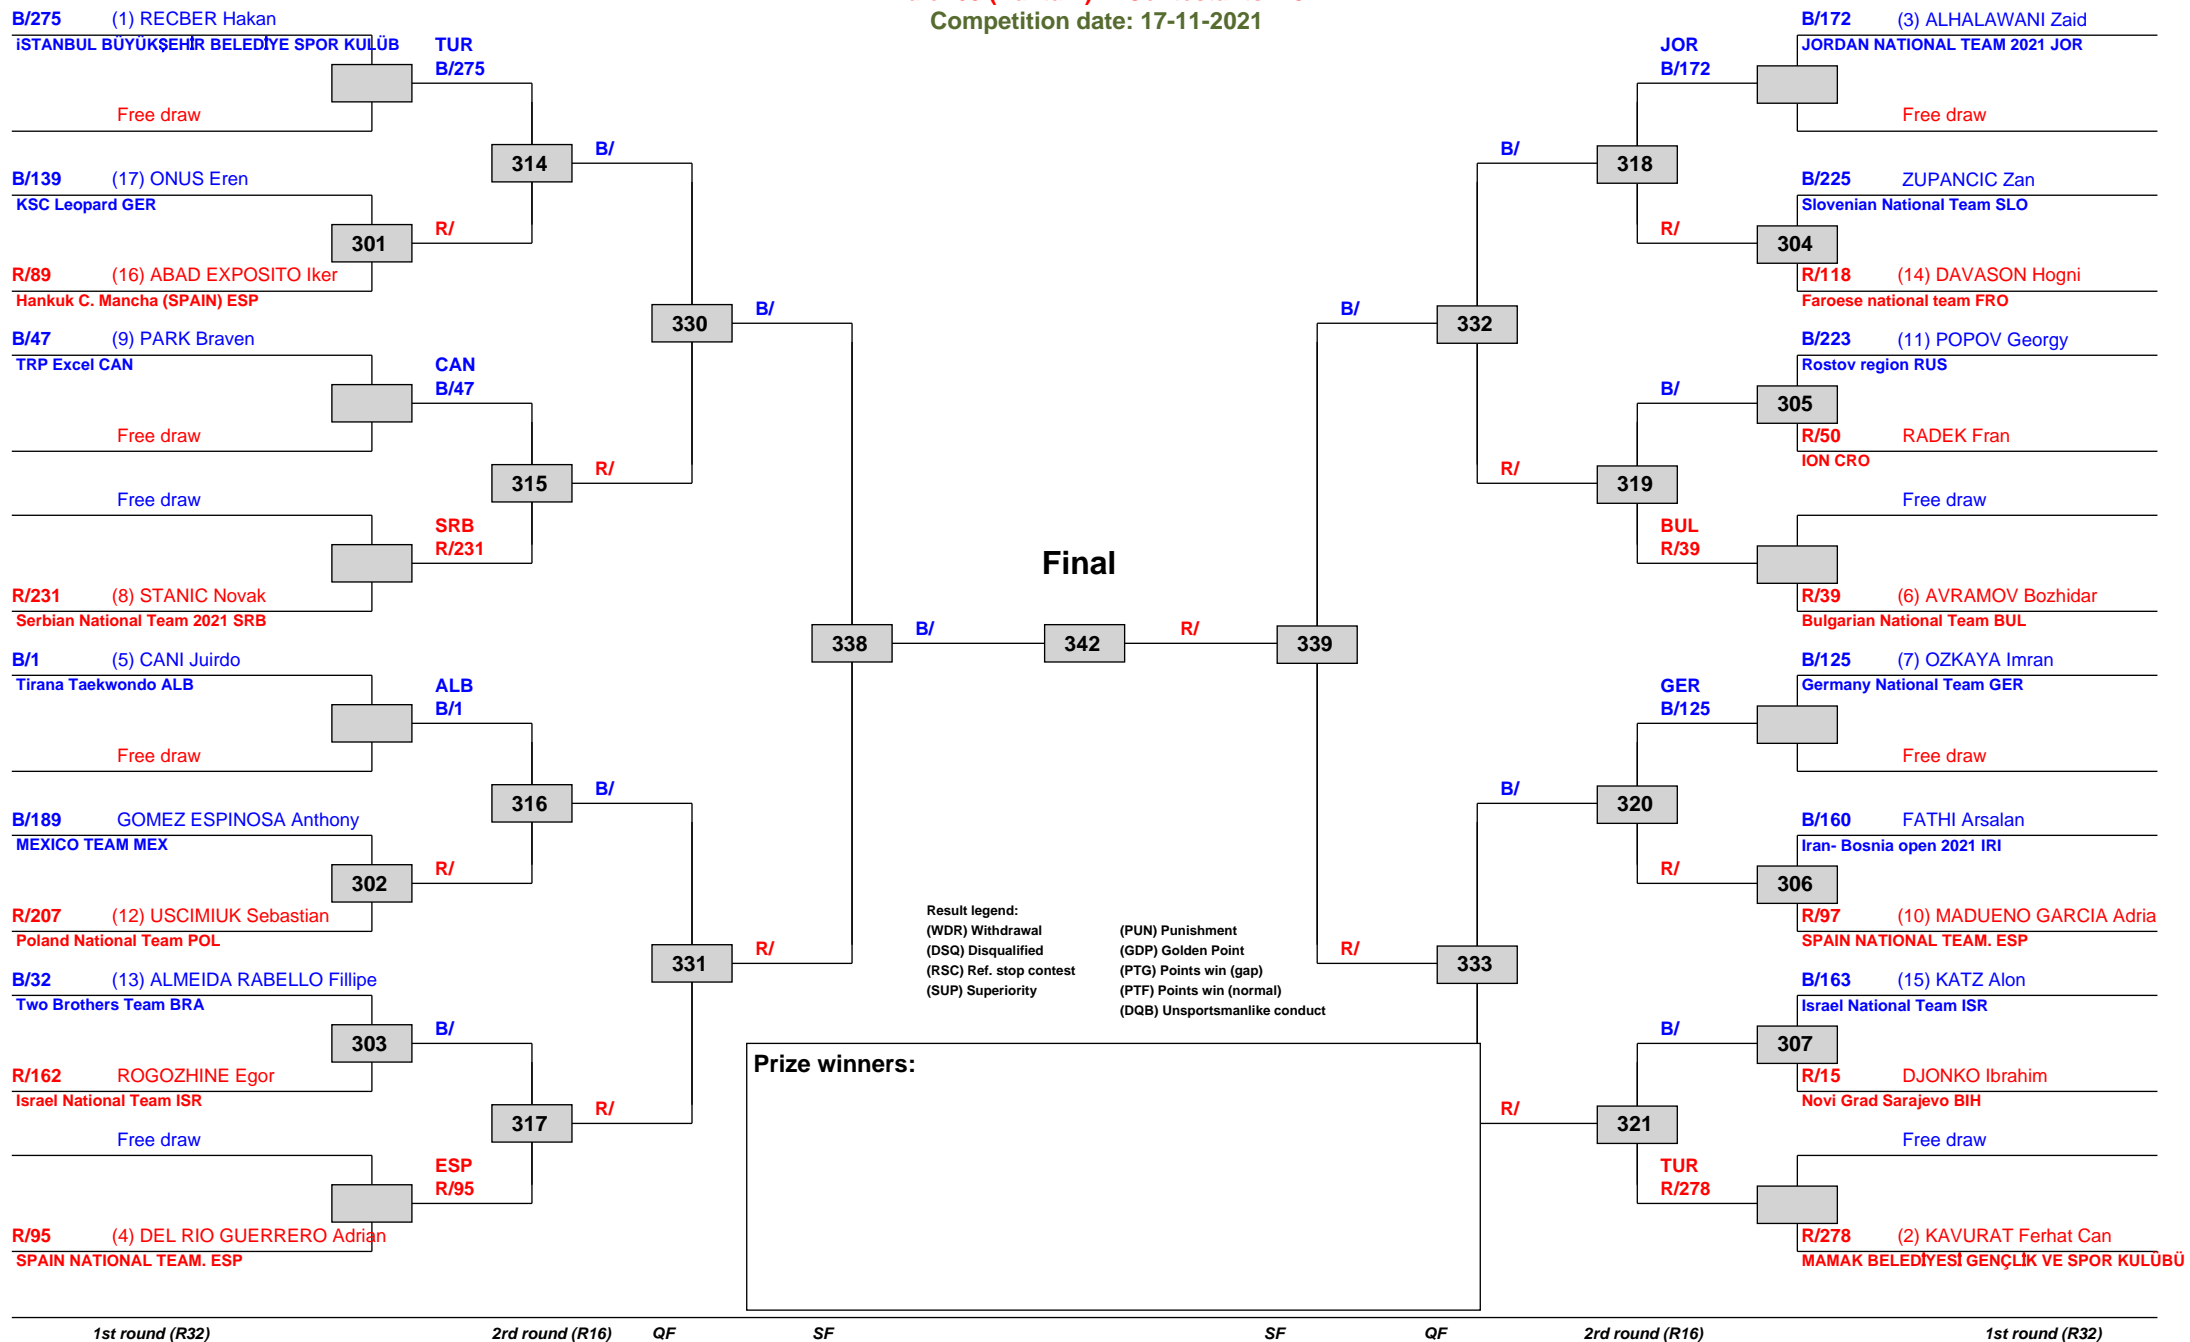 Competition date: 17-11-2021
B/275 (1) RECBER Hakan
iSTANBUL BÜYÜKŞEHİR BELEDİYE SPOR KULÜB
TUR
B/275
Free draw
314
B/
B/139 (17) ONUS Eren
KSC Leopard GER
301
R/
R/89 (16) ABAD EXPOSITO Iker
Hankuk C. Mancha (SPAIN) ESP
330
B/
B/47 (9) PARK Braven
TRP Excel CAN
CAN
B/47
Free draw
315
R/
Free draw
SRB
R/231
R/231 (8) STANIC Novak
Serbian National Team 2021 SRB
338
B/
B/1 (5) CANI Juirdo
Tirana Taekwondo ALB
ALB
B/1
Free draw
316
B/
B/189 GOMEZ ESPINOSA Anthony
MEXICO TEAM MEX
302
R/
R/207 (12) USCIMIUK Sebastian
Poland National Team POL
331
R/
B/32 (13) ALMEIDA RABELLO Fillipe
Two Brothers Team BRA
303
B/
R/162 ROGOZHINE Egor
Israel National Team ISR
317
R/
Free draw
ESP
R/95
R/95 (4) DEL RIO GUERRERO Adrian
SPAIN NATIONAL TEAM. ESP
Final
342
R/
339
Result legend:
(WDR) Withdrawal (PUN) Punishment
(DSQ) Disqualified (GDP) Golden Point
(RSC) Ref. stop contest (PTG) Points win (gap)
(SUP) Superiority (PTF) Points win (normal)
(DQB) Unsportsmanlike conduct
Prize winners:
B/172 (3) ALHALAWANI Zaid
JORDAN NATIONAL TEAM 2021 JOR
JOR
B/172
Free draw
B/
318
B/225 ZUPANCIC Zan
Slovenian National Team SLO
R/
304
R/118 (14) DAVASON Hogni
Faroese national team FRO
B/
332
B/223 (11) POPOV Georgy
Rostov region RUS
B/
305
R/50 RADEK Fran
ION CRO
R/
319
Free draw
BUL
R/39
R/39 (6) AVRAMOV Bozhidar
Bulgarian National Team BUL
B/125 (7) OZKAYA Imran
Germany National Team GER
GER
B/125
Free draw
B/
320
B/160 FATHI Arsalan
Iran- Bosnia open 2021 IRI
R/
306
R/97 (10) MADUENO GARCIA Adria
SPAIN NATIONAL TEAM. ESP
R/
333
B/163 (15) KATZ Alon
Israel National Team ISR
B/
307
R/15 DJONKO Ibrahim
Novi Grad Sarajevo BIH
R/
321
Free draw
TUR
R/278
R/278 (2) KAVURAT Ferhat Can
MAMAK BELEDİYESİ GENÇLİK VE SPOR KULÜBÜ
1st round (R32) 2rd round (R16) QF SF SF QF 2rd round (R16) 1st round (R32)